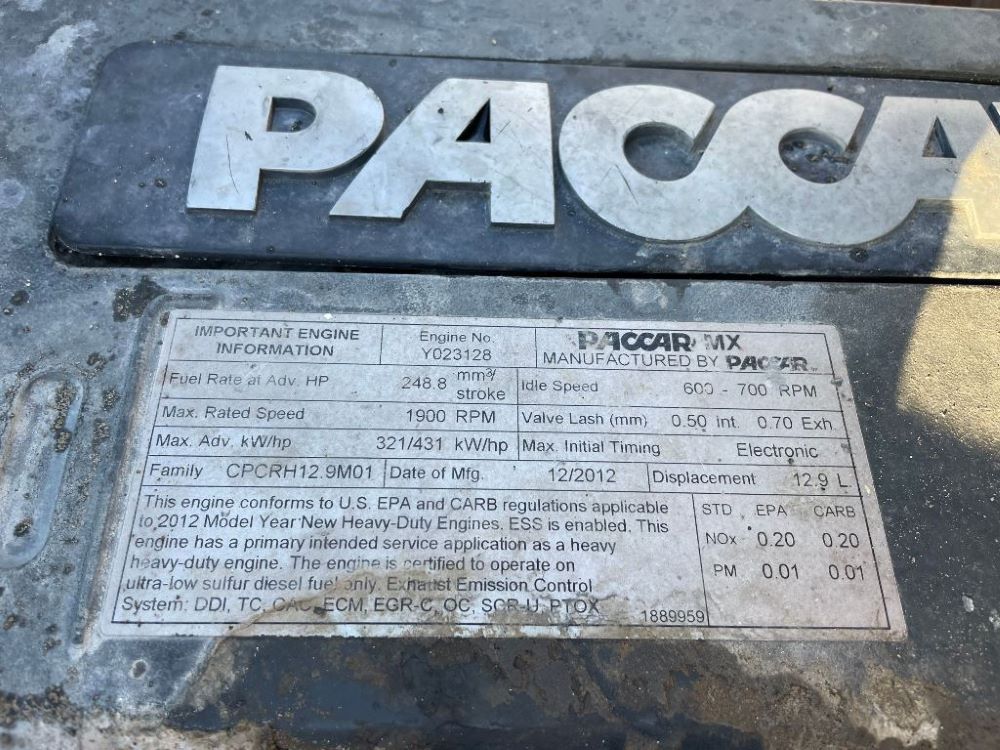 PACCA
IMPORTANT ENGINE INFORMATION
Engine No. Y023128
PACCAR MX
MANUFACTURED BY PACCAR
Fuel Rate at Adv. HP 248.8 mm³/stroke
Idle Speed 600 - 700 RPM
Max. Rated Speed 1900 RPM
Valve Lash (mm) 0.50 Int. 0.70 Exh.
Max. Adv. kW/hp 321/431 kW/hp
Max. Initial Timing Electronic
Family CPCRH12.9M01
Date of Mfg. 12/2012
Displacement 12.9 L
This engine conforms to U.S. EPA and CARB regulations applicable
to 2012 Model Year New Heavy-Duty Engines. ESS is enabled. This
engine has a primary intended service application as a heavy
heavy-duty engine. The engine is certified to operate on
ultra-low sulfur diesel fuel only. Exhaust Emission Control
System: DDI, TC, CAC, ECM, EGR-C, OC, SCR-U, PTOX
STD EPA CARB
NOx 0.20 0.20
PM 0.01 0.01
1889959